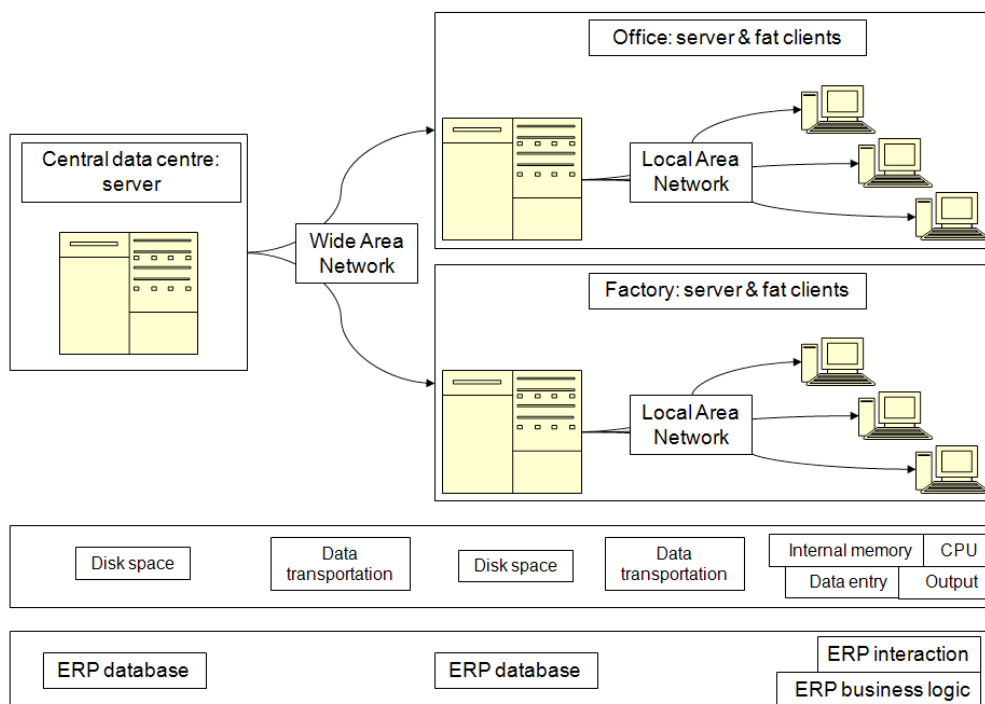 Office: server & fat clients
Central data centre:
server
Local Area
Network
Wide Area
Network
Factory: server & fat clients
Local Area
Network
Disk space
Data
transportation
Disk space
Data
transportation
Internal memory
CPU
Data entry
Output
ERP database
ERP database
ERP interaction
ERP business logic